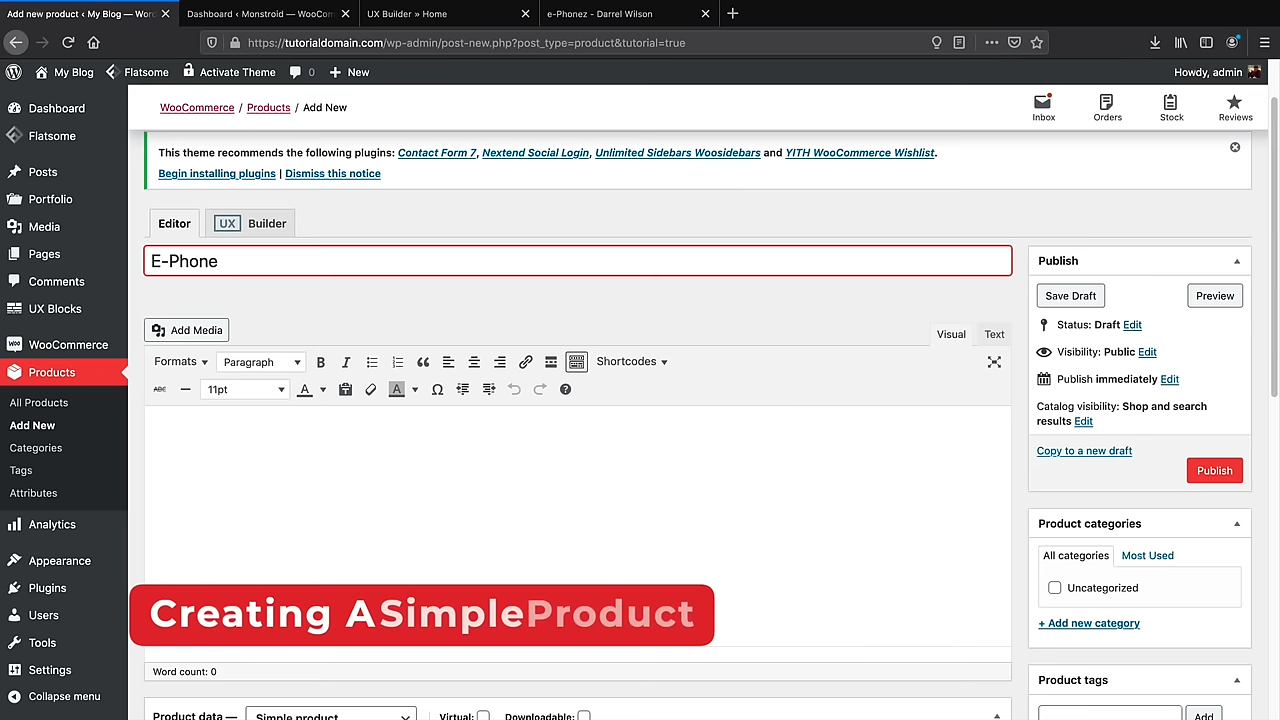 Add new product ‹ My Blog — Wor
Dashboard ‹ Monstroid — WooCom
UX Builder » Home
e-Phonez - Darrel Wilson
https://tutorialdomain.com/wp-admin/post-new.php?post_type=product&tutorial=true
My Blog
Flatsome
Activate Theme
0
New
Howdy, admin
Dashboard
Flatsome
Posts
Portfolio
Media
Pages
Comments
UX Blocks
WooCommerce
Products
All Products
Add New
Categories
Tags
Attributes
Analytics
Appearance
Plugins
Users
Tools
Settings
Collapse menu
WooCommerce / Products / Add New
Inbox
Orders
Stock
Reviews
This theme recommends the following plugins: Contact Form 7, Nextend Social Login, Unlimited Sidebars Woosidebars and YITH WooCommerce Wishlist.
Begin installing plugins | Dismiss this notice
Editor
UX Builder
E-Phone
Add Media
Visual
Text
Formats
Paragraph
B
I
Shortcodes
ABC
11pt
A
A
Word count: 0
Creating A Simple Product
Product data —
Simple product
Virtual:
Downloadable:
Publish
Save Draft
Preview
Status: Draft Edit
Visibility: Public Edit
Publish immediately Edit
Catalog visibility: Shop and search
results Edit
Copy to a new draft
Publish
Product categories
All categories
Most Used
Uncategorized
+ Add new category
Product tags
Add